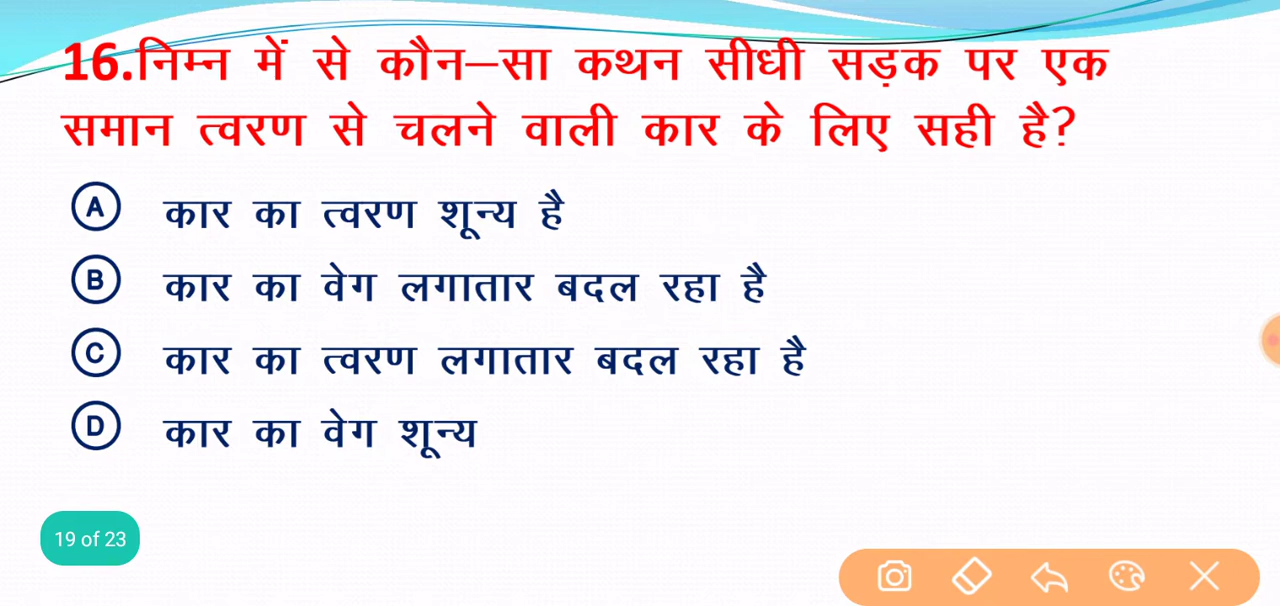 16.निम्न में से कौन–सा कथन सीधी सड़क पर एक
समान त्वरण से चलने वाली कार के लिए सही है?
A कार का त्वरण शून्य है
B कार का वेग लगातार बदल रहा है
C कार का त्वरण लगातार बदल रहा है
D कार का वेग शून्य
19 of 23